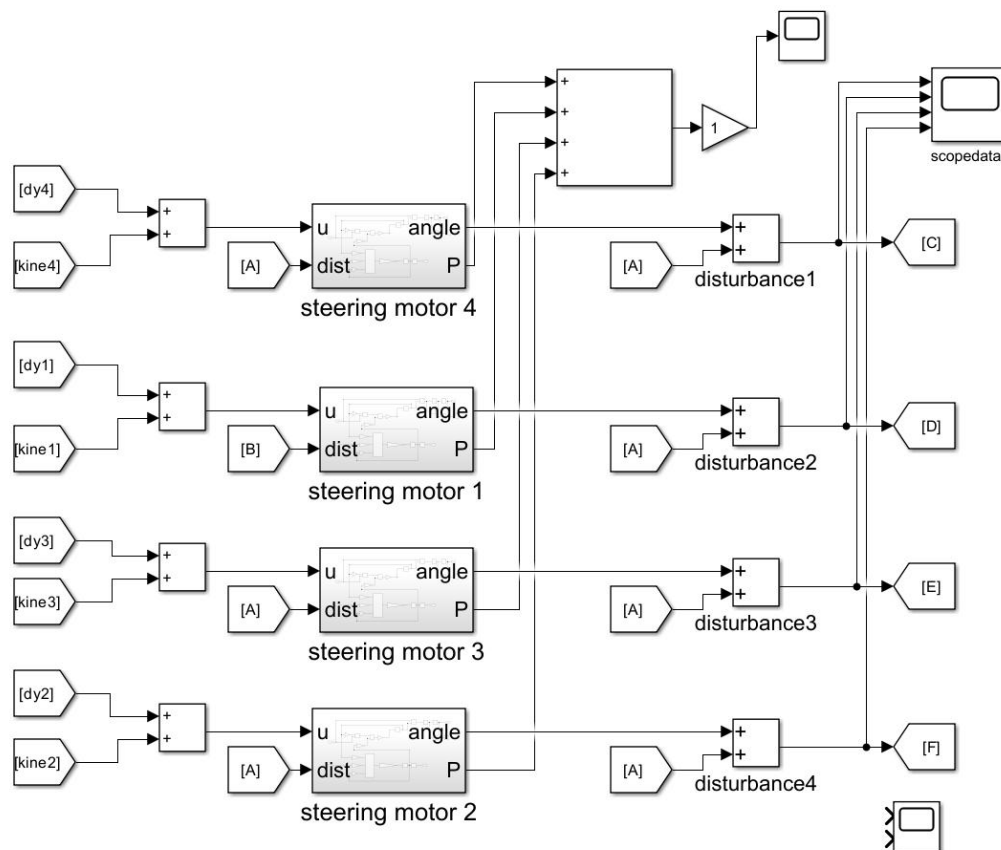 +
+
+
+
1
scopedata
[dy4]
[kine4]
+
+
[A]
u
dist
angle
P
steering motor 4
[A]
+
+
disturbance1
[C]
[dy1]
[kine1]
+
+
[B]
u
dist
angle
P
steering motor 1
[A]
+
+
disturbance2
[D]
[dy3]
[kine3]
+
+
[A]
u
dist
angle
P
steering motor 3
[A]
+
+
disturbance3
[E]
[dy2]
[kine2]
+
+
[A]
u
dist
angle
P
steering motor 2
[A]
+
+
disturbance4
[F]